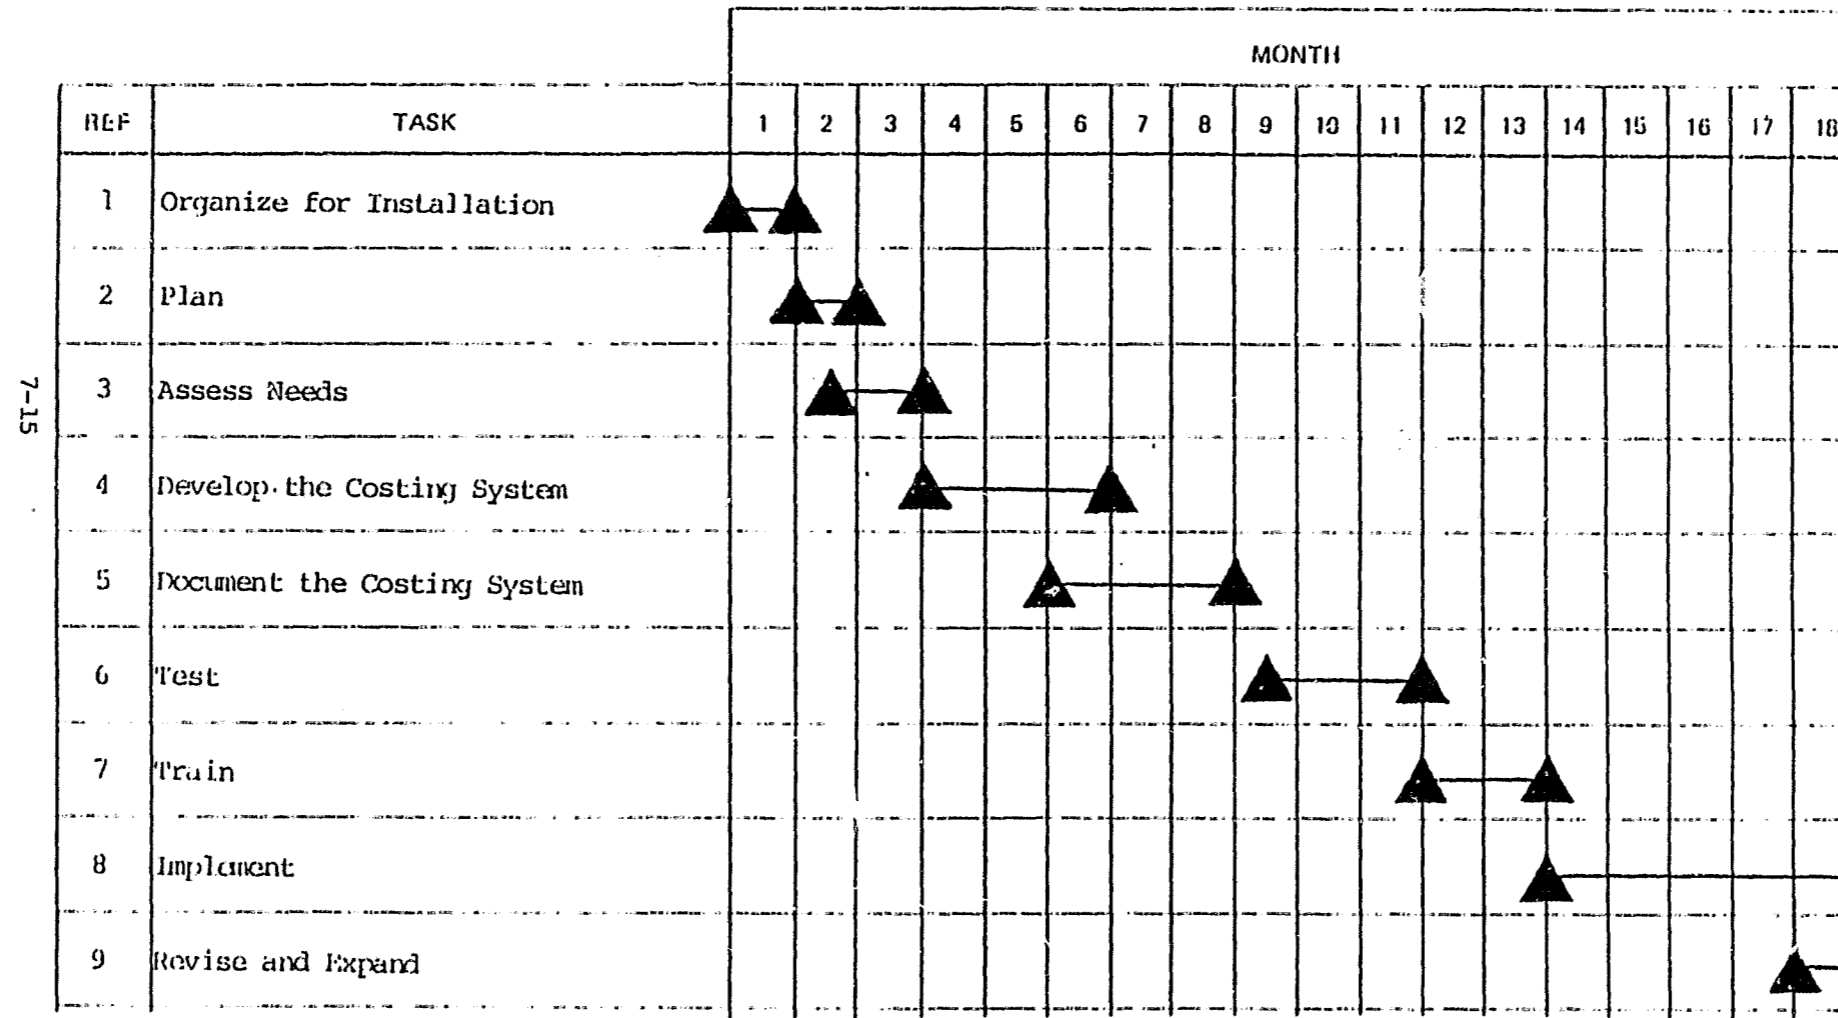 MONTH
REF TASK 1 2 3 4 5 6 7 8 9 10 11 12 13 14 15 16 17 18
1 Organize for Installation
2 Plan
3 Assess Needs
4 Develop the Costing System
5 Document the Costing System
6 Test
7 Train
8 Implement
9 Revise and Expand
7-15